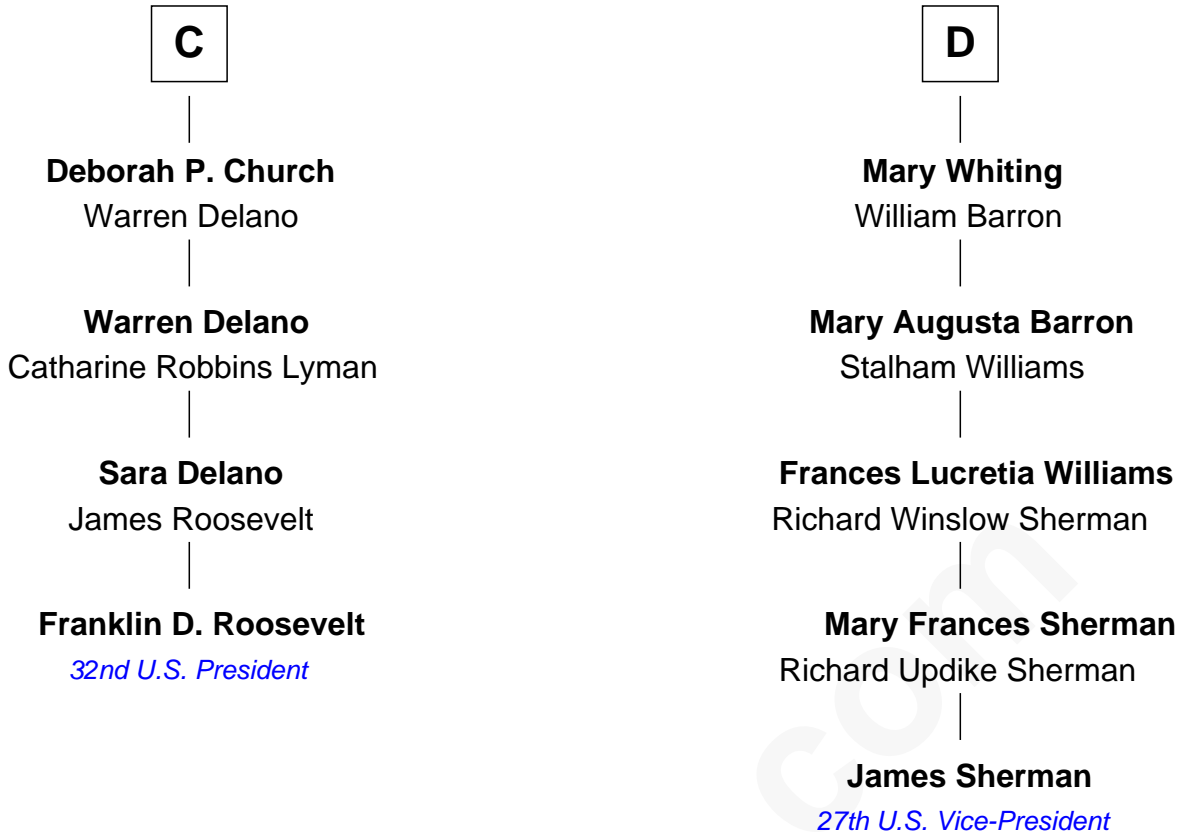 C
Deborah P. Church
Warren Delano
Warren Delano
Catharine Robbins Lyman
Sara Delano
James Roosevelt
Franklin D. Roosevelt
32nd U.S. President
D
Mary Whiting
William Barron
Mary Augusta Barron
Stalham Williams
Frances Lucretia Williams
Richard Winslow Sherman
Mary Frances Sherman
Richard Updike Sherman
James Sherman
27th U.S. Vice-President
com